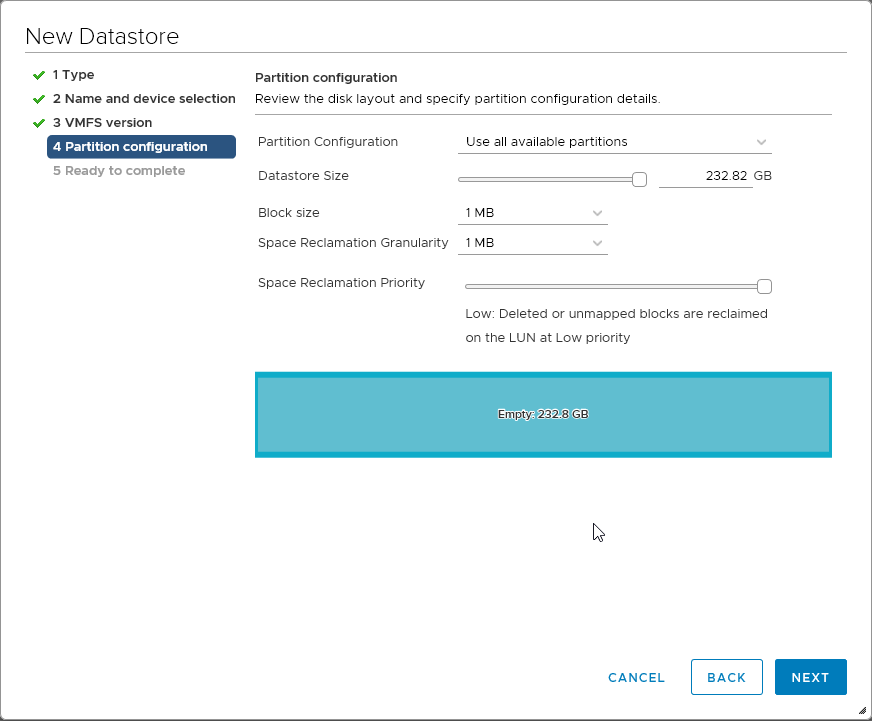 New Datastore
1 Type
2 Name and device selection
3 VMFS version
4 Partition configuration
5 Ready to complete
Partition configuration
Review the disk layout and specify partition configuration details.
Partition Configuration
Use all available partitions
Datastore Size
232.82 GB
Block size
1 MB
Space Reclamation Granularity
1 MB
Space Reclamation Priority
Low: Deleted or unmapped blocks are reclaimed
on the LUN at Low priority
Empty: 232.8 GB
CANCEL
BACK
NEXT